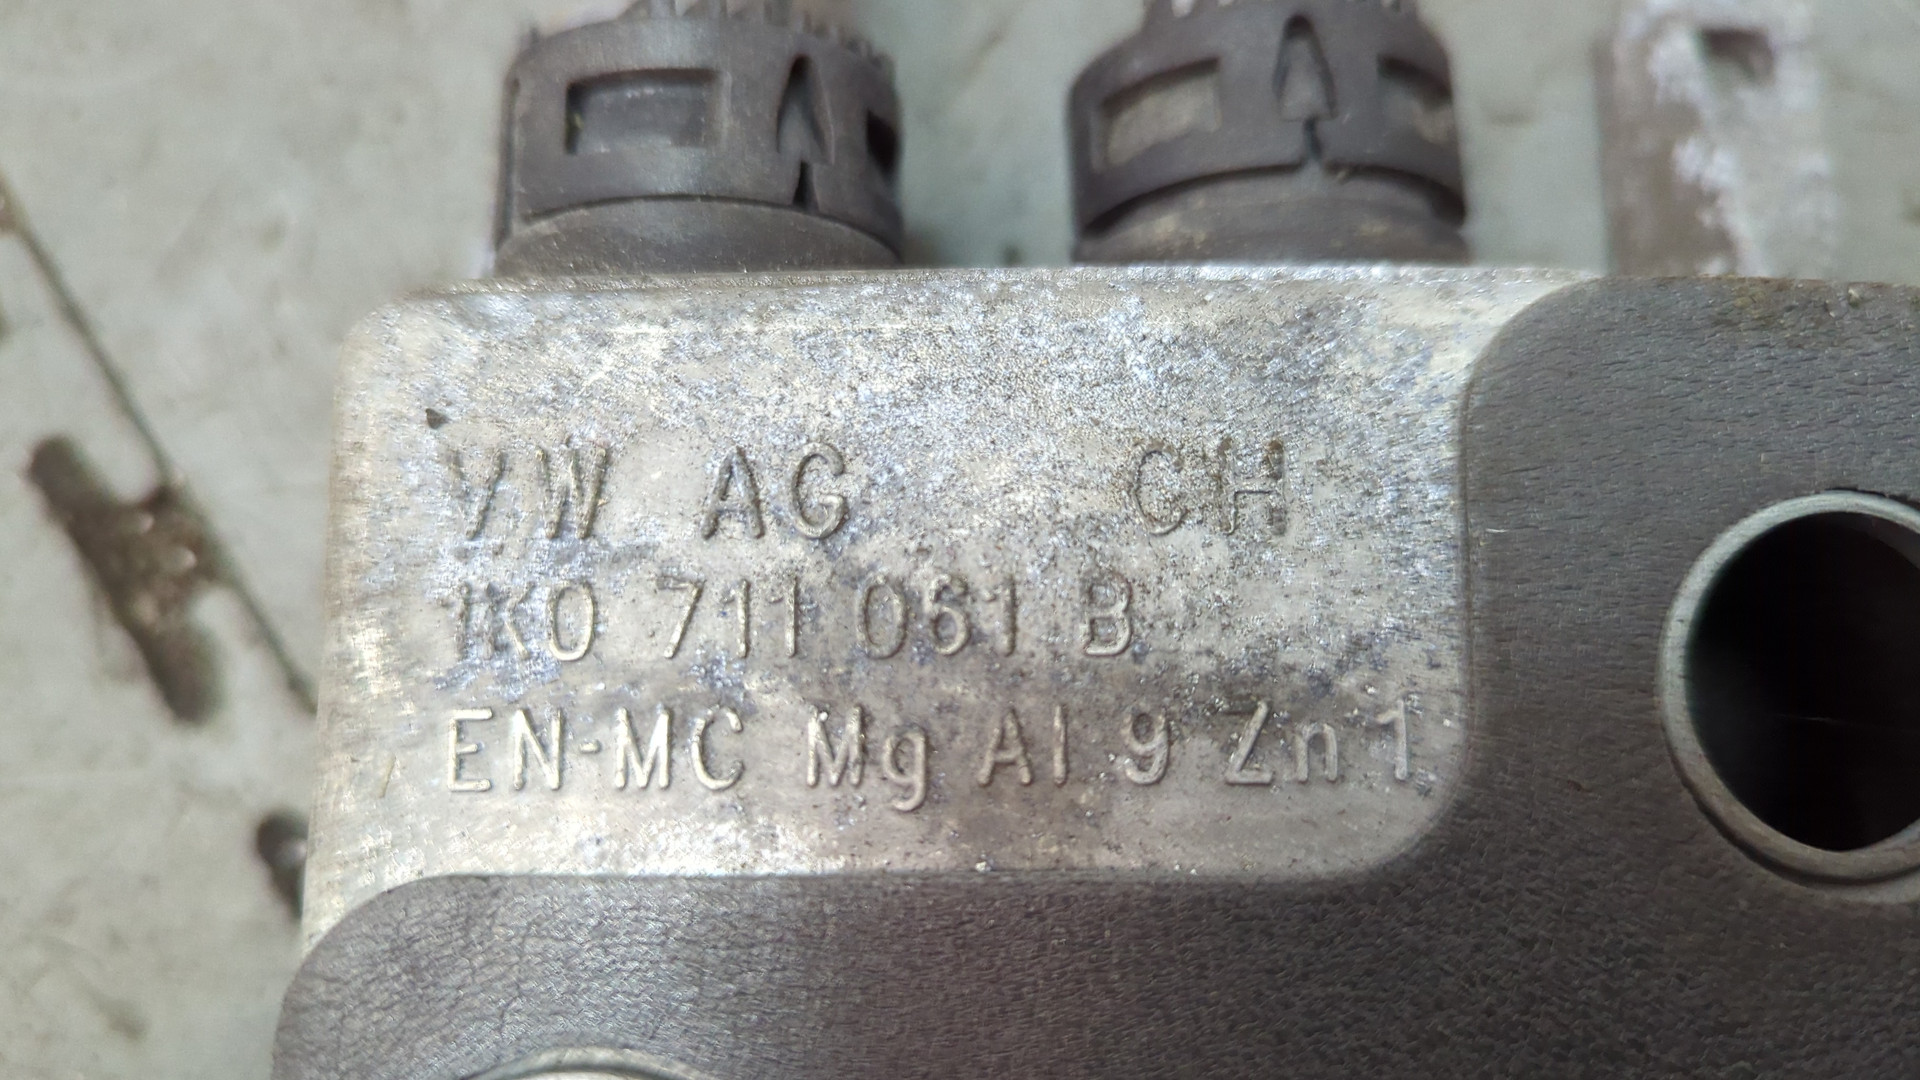 VW AG CH
1K0 711 061 B
EN-MC Mg Al 9 Zn 1